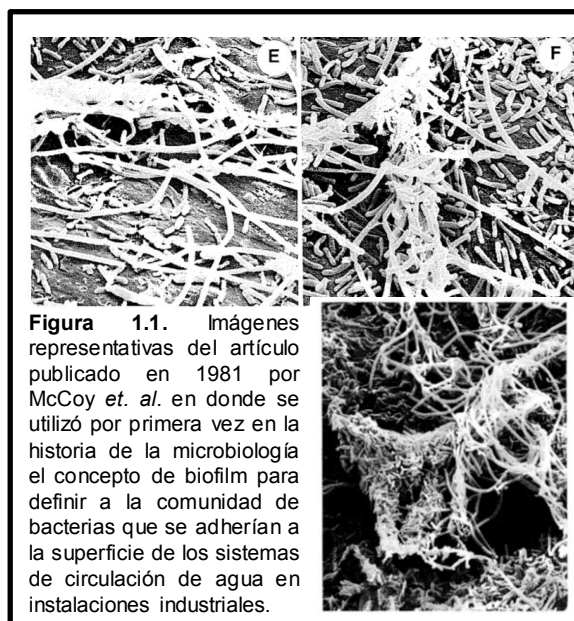 E
F
Figura 1.1. Imágenes
representativas del artículo
publicado en 1981 por
McCoy et. al. en donde se
utilizó por primera vez en la
historia de la microbiología
el concepto de biofilm para
definir a la comunidad de
bacterias que se adherían a
la superficie de los sistemas
de circulación de agua en
instalaciones industriales.